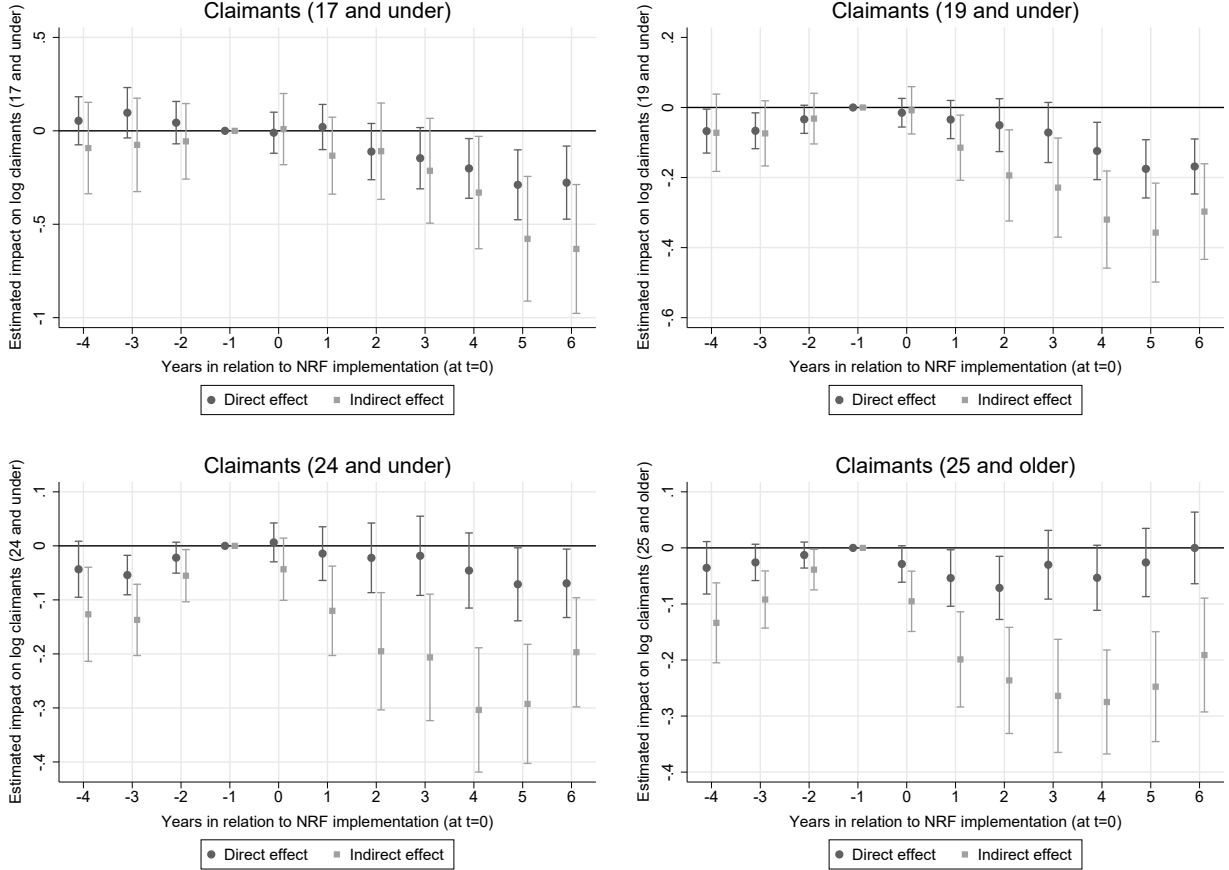 Claimants (17 and under)
Estimated impact on log claimants (17 and under)
.5
0
-.5
-1
-4 -3 -2 -1 0 1 2 3 4 5 6
Years in relation to NRF implementation (at t=0)
Direct effect Indirect effect
Claimants (19 and under)
Estimated impact on log claimants (19 and under)
.2
0
-.2
-.4
-.6
-4 -3 -2 -1 0 1 2 3 4 5 6
Years in relation to NRF implementation (at t=0)
Direct effect Indirect effect
Claimants (24 and under)
Estimated impact on log claimants (24 and under)
.1
0
-.1
-.2
-.3
-.4
-4 -3 -2 -1 0 1 2 3 4 5 6
Years in relation to NRF implementation (at t=0)
Direct effect Indirect effect
Claimants (25 and older)
Estimated impact on log claimants (25 and older)
.1
0
-.1
-.2
-.3
-.4
-4 -3 -2 -1 0 1 2 3 4 5 6
Years in relation to NRF implementation (at t=0)
Direct effect Indirect effect